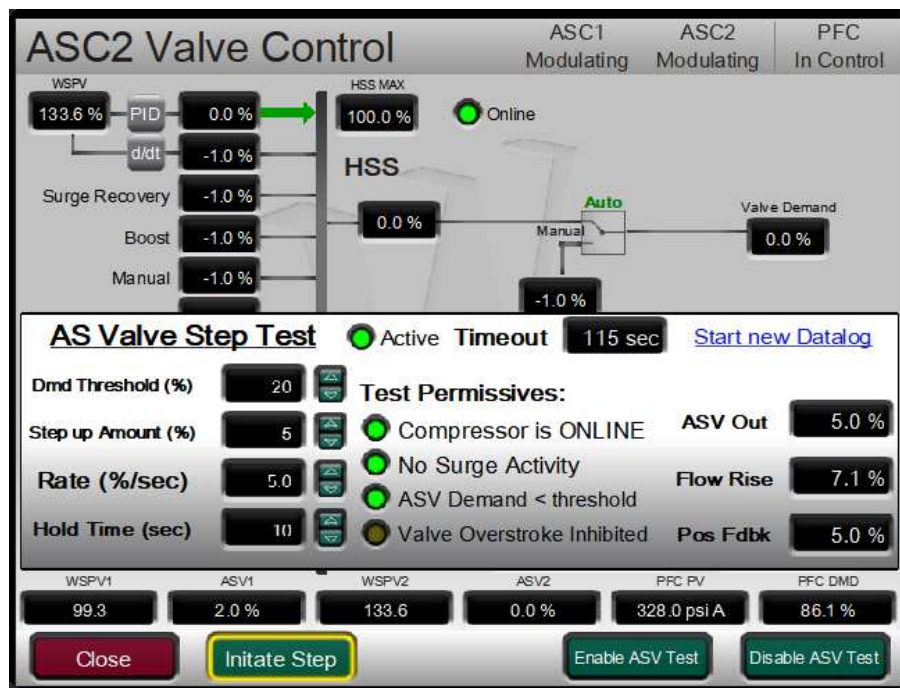 ASC2 Valve Control
ASC1 ASC2 PFC
Modulating Modulating In Control
WSPV HSS MAX
133.6 % PID 0.0 % 100.0 % Online
d/dt -1.0 %
HSS
Surge Recovery -1.0 % Auto
0.0 % Manual Valve Demand
Boost -1.0 % 0.0 %
Manual -1.0 %
-1.0 %
AS Valve Step Test Active Timeout 115 sec Start new Datalog
Dmd Threshold (%) 20 Test Permissives:
Step up Amount (%) 5 Compressor is ONLINE ASV Out 5.0 %
Rate (%/sec) 5.0 No Surge Activity Flow Rise 7.1 %
ASV Demand < threshold
Hold Time (sec) 10 Valve Overstroke Inhibited Pos Fdbk 5.0 %
WSPV1 ASV1 WSPV2 ASV2 PFC PV PFC DMD
99.3 2.0 % 133.6 0.0 % 328.0 psi A 86.1 %
Close Initate Step Enable ASV Test Disable ASV Test